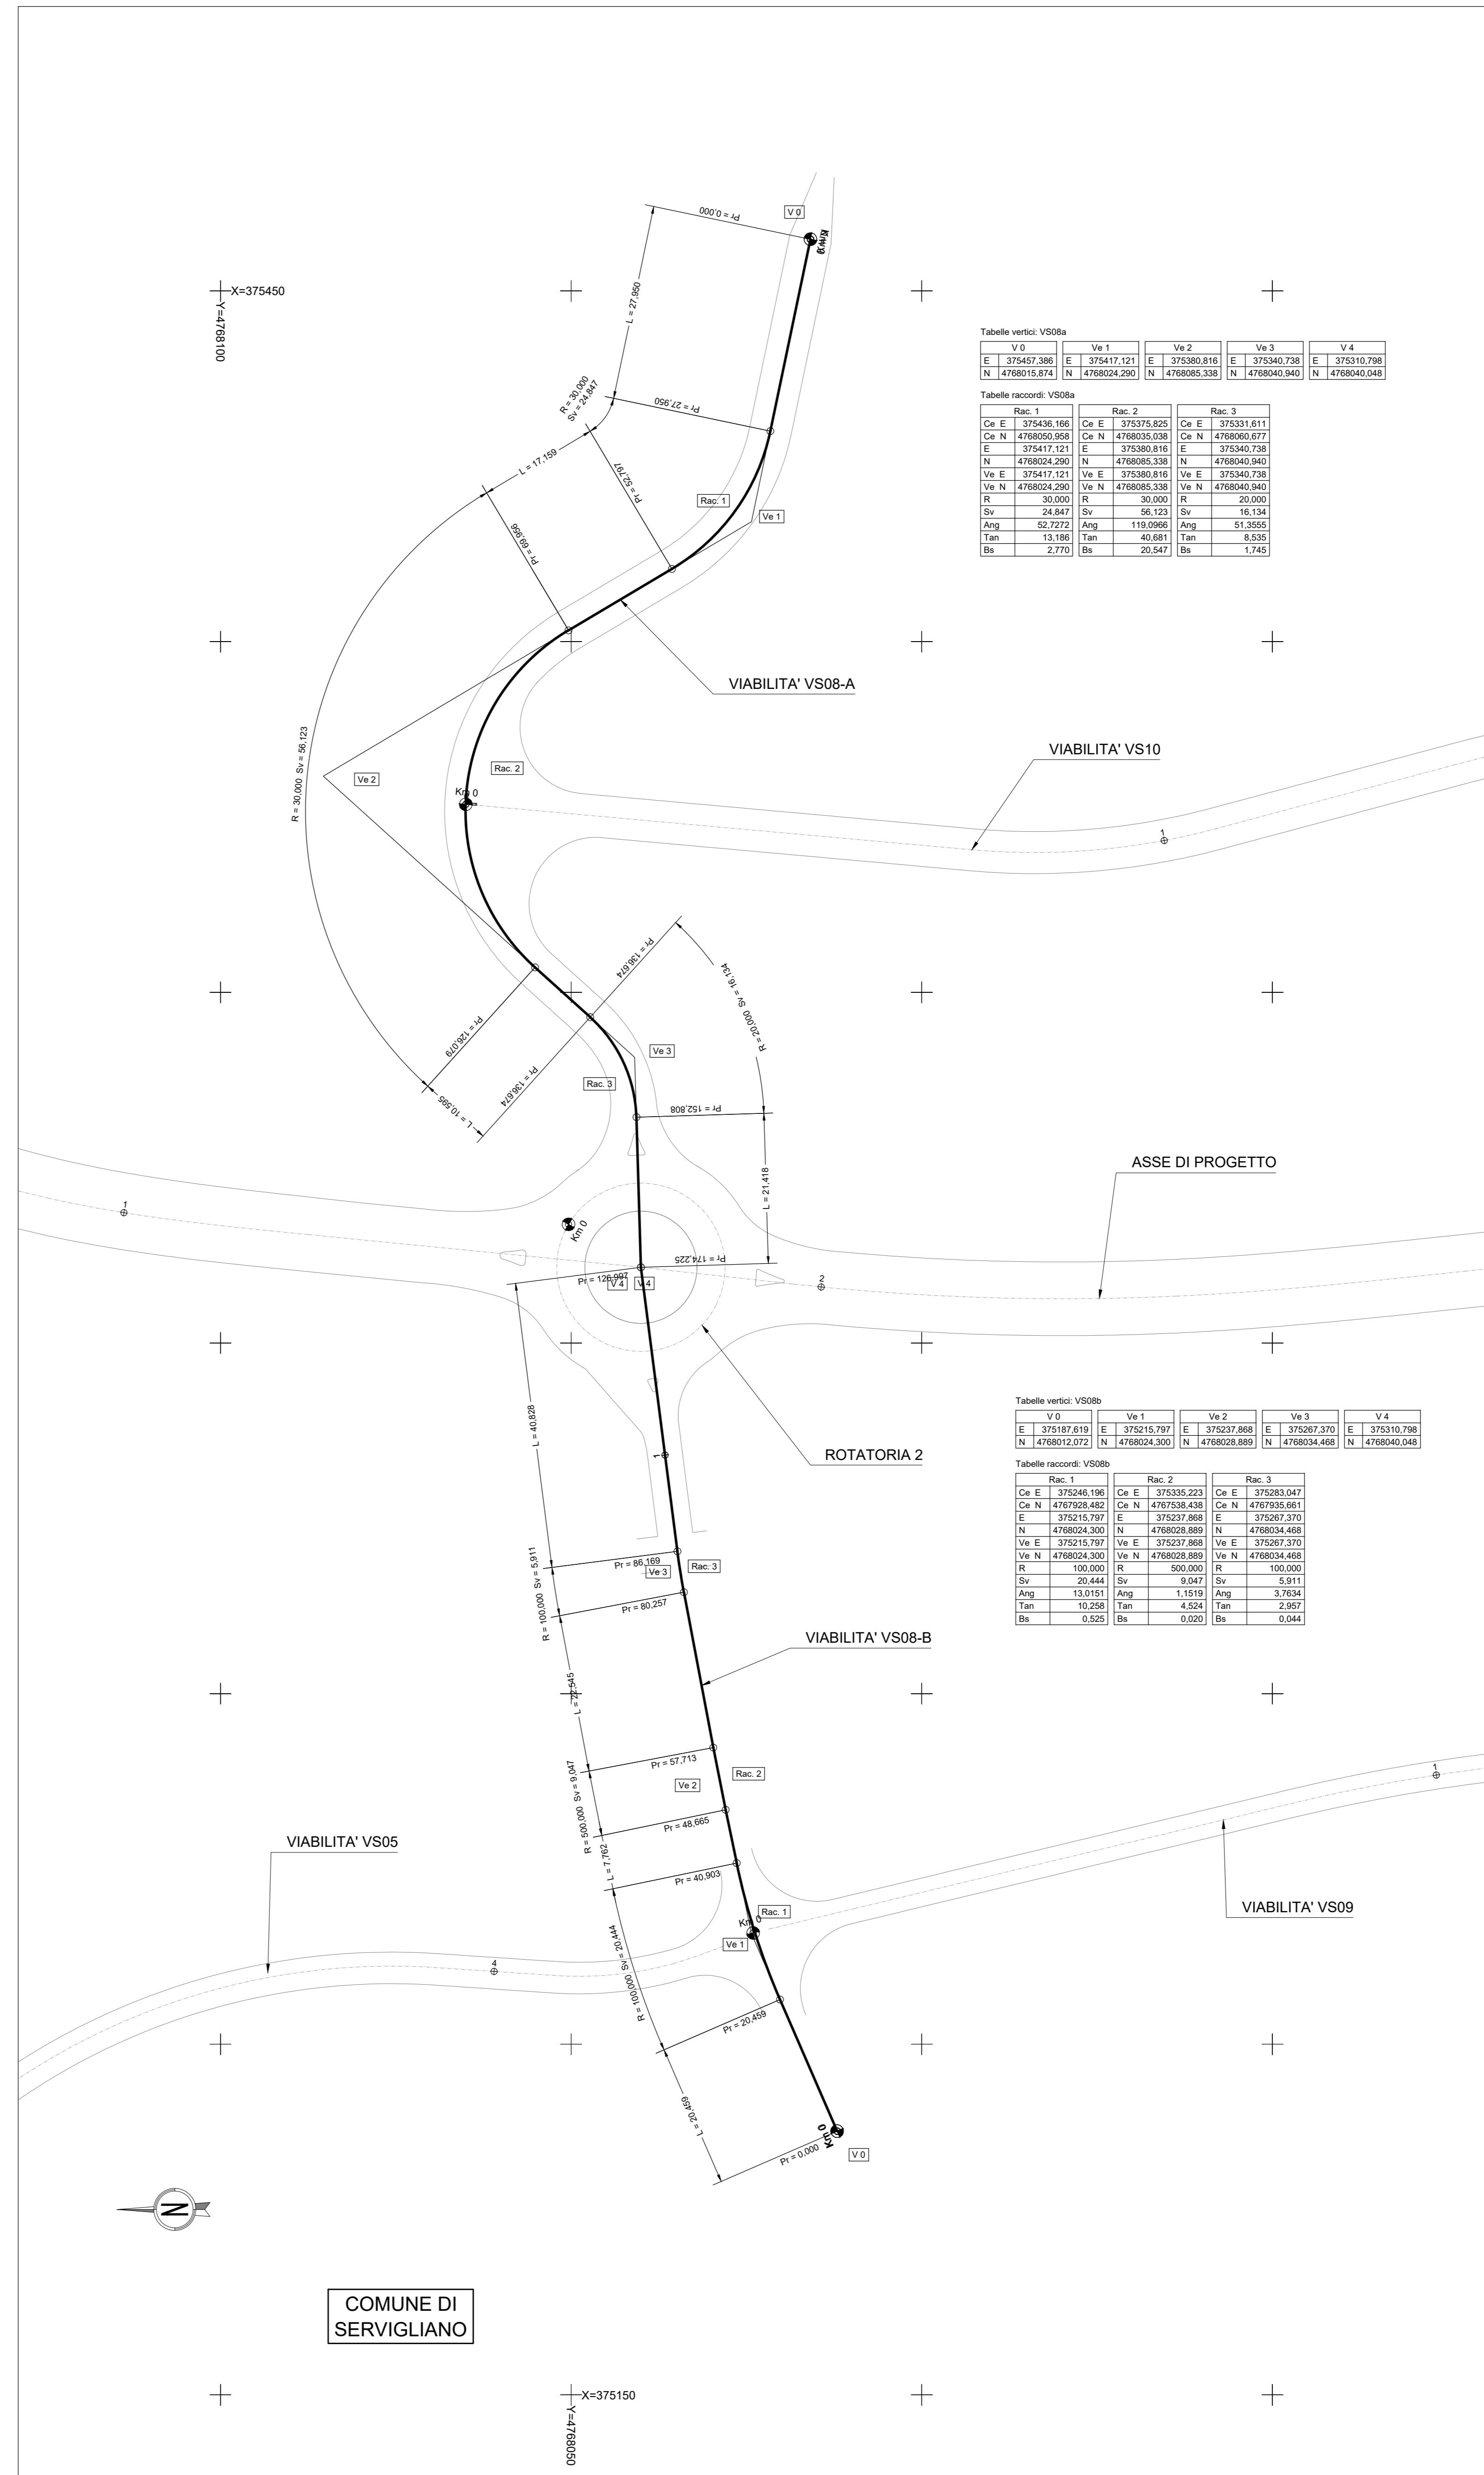 Pr = 0,000
V 0
Km 0
X=375450
Y=4768100
L = 27,950
R = 30,000
Sv = 24,847
Pr = 27,950
L = 17,159
Pr = 52,797
Pr = 69,956
Rac. 1
Ve 1
Tabelle vertici: VS08a
V 0 Ve 1 Ve 2 Ve 3 V 4
E 375457,386 E 375417,121 E 375380,816 E 375340,738 E 375310,798
N 4768015,874 N 4768024,290 N 4768085,338 N 4768040,940 N 4768040,048
Tabelle raccordi: VS08a
Rac. 1 Rac. 2 Rac. 3
Ce E 375436,166 Ce E 375375,825 Ce E 375331,611
Ce N 4768050,958 Ce N 4768035,038 Ce N 4768060,677
E 375417,121 E 375380,816 E 375340,738
N 4768024,290 N 4768085,338 N 4768040,940
Ve E 375417,121 Ve E 375380,816 Ve E 375340,738
Ve N 4768024,290 Ve N 4768085,338 Ve N 4768040,940
R 30,000 R 30,000 R 20,000
Sv 24,847 Sv 56,123 Sv 16,134
Ang 52,7272 Ang 119,0966 Ang 51,3555
Tan 13,186 Tan 40,681 Tan 8,535
Bs 2,770 Bs 20,547 Bs 1,745
VIABILITA' VS08-A
VIABILITA' VS10
R = 30,000 Sv = 56,123
Ve 2
Rac. 2
Km 0
1
Pr = 136,674
R = 20,000 Sv = 16,134
Pr = 126,079
Ve 3
Rac. 3
Pr = 136,674
L = 10,595
Pr = 152,808
L = 21,418
ASSE DI PROGETTO
1
Km 0
Pr = 174,225
Pr = 126,997
V 4
V 4
2
Tabelle vertici: VS08b
V 0 Ve 1 Ve 2 Ve 3 V 4
E 375187,619 E 375215,797 E 375237,868 E 375267,370 E 375310,798
N 4768012,072 N 4768024,300 N 4768028,889 N 4768034,468 N 4768040,048
Tabelle raccordi: VS08b
Rac. 1 Rac. 2 Rac. 3
Ce E 375246,196 Ce E 375335,223 Ce E 375283,047
Ce N 4767928,482 Ce N 4767538,438 Ce N 4767935,661
E 375215,797 E 375237,868 E 375267,370
N 4768024,300 N 4768028,889 N 4768034,468
Ve E 375215,797 Ve E 375237,868 Ve E 375267,370
Ve N 4768024,300 Ve N 4768028,889 Ve N 4768034,468
R 100,000 R 500,000 R 100,000
Sv 20,444 Sv 9,047 Sv 5,911
Ang 13,0151 Ang 1,1519 Ang 3,7634
Tan 10,258 Tan 4,524 Tan 2,957
Bs 0,525 Bs 0,020 Bs 0,044
L = 40,828
ROTATORIA 2
1
R = 100,000 Sv = 5,911
Pr = 86,169
Ve 3
Rac. 3
Pr = 80,257
VIABILITA' VS08-B
L = 22,545
Pr = 57,713
Rac. 2
Ve 2
R = 500,000 Sv = 9,047
Pr = 48,665
1
VIABILITA' VS05
L = 7,762
Pr = 40,903
VIABILITA' VS09
Rac. 1
Km 0
Ve 1
4
R = 100,000 Sv = 20,444
Pr = 20,459
L = 20,459
Km 0
Pr = 0,000
V 0
N
COMUNE DI
SERVIGLIANO
X=375150
Y=4768050